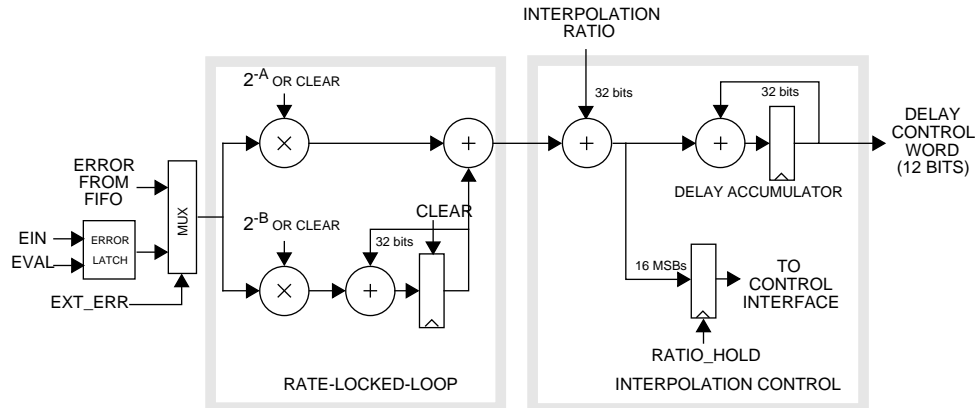 INTERPOLATION
RATIO
2-A OR CLEAR
32 bits
32 bits
×
+
+
+
DELAY
CONTROL
WORD
(12 BITS)
ERROR
FROM
FIFO
MUX
DELAY ACCUMULATOR
2-B OR CLEAR
CLEAR
EIN
EVAL
ERROR
LATCH
32 bits
×
+
16 MSBs
TO
CONTROL
INTERFACE
EXT_ERR
RATIO_HOLD
RATE-LOCKED-LOOP
INTERPOLATION CONTROL